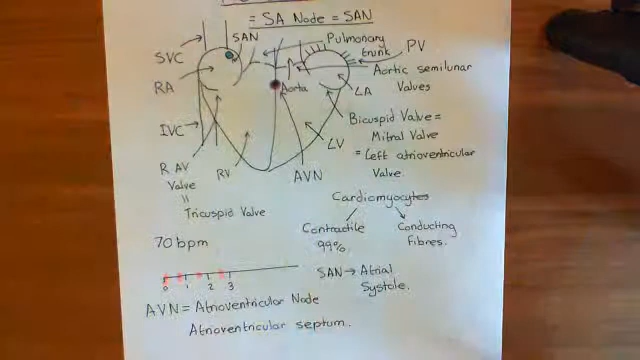 = SA Node = SAN
SAN
Pulmonary
trunk
PV
SVC
RA
Aorta
Aortic semilunar
Valves
LA
IVC
Bicuspid Valve =
Mitral Valve
= Left atrioventricular
Valve
LV
R AV
Valve
"
Tricuspid Valve
RV
AVN
Cardiomyocytes
Contractile
99%
Conducting
Fibres.
70 bpm
SAN → Atrial
Systole.
0 1 2 3
AVN = Atrioventricular Node
Atrioventricular septum.